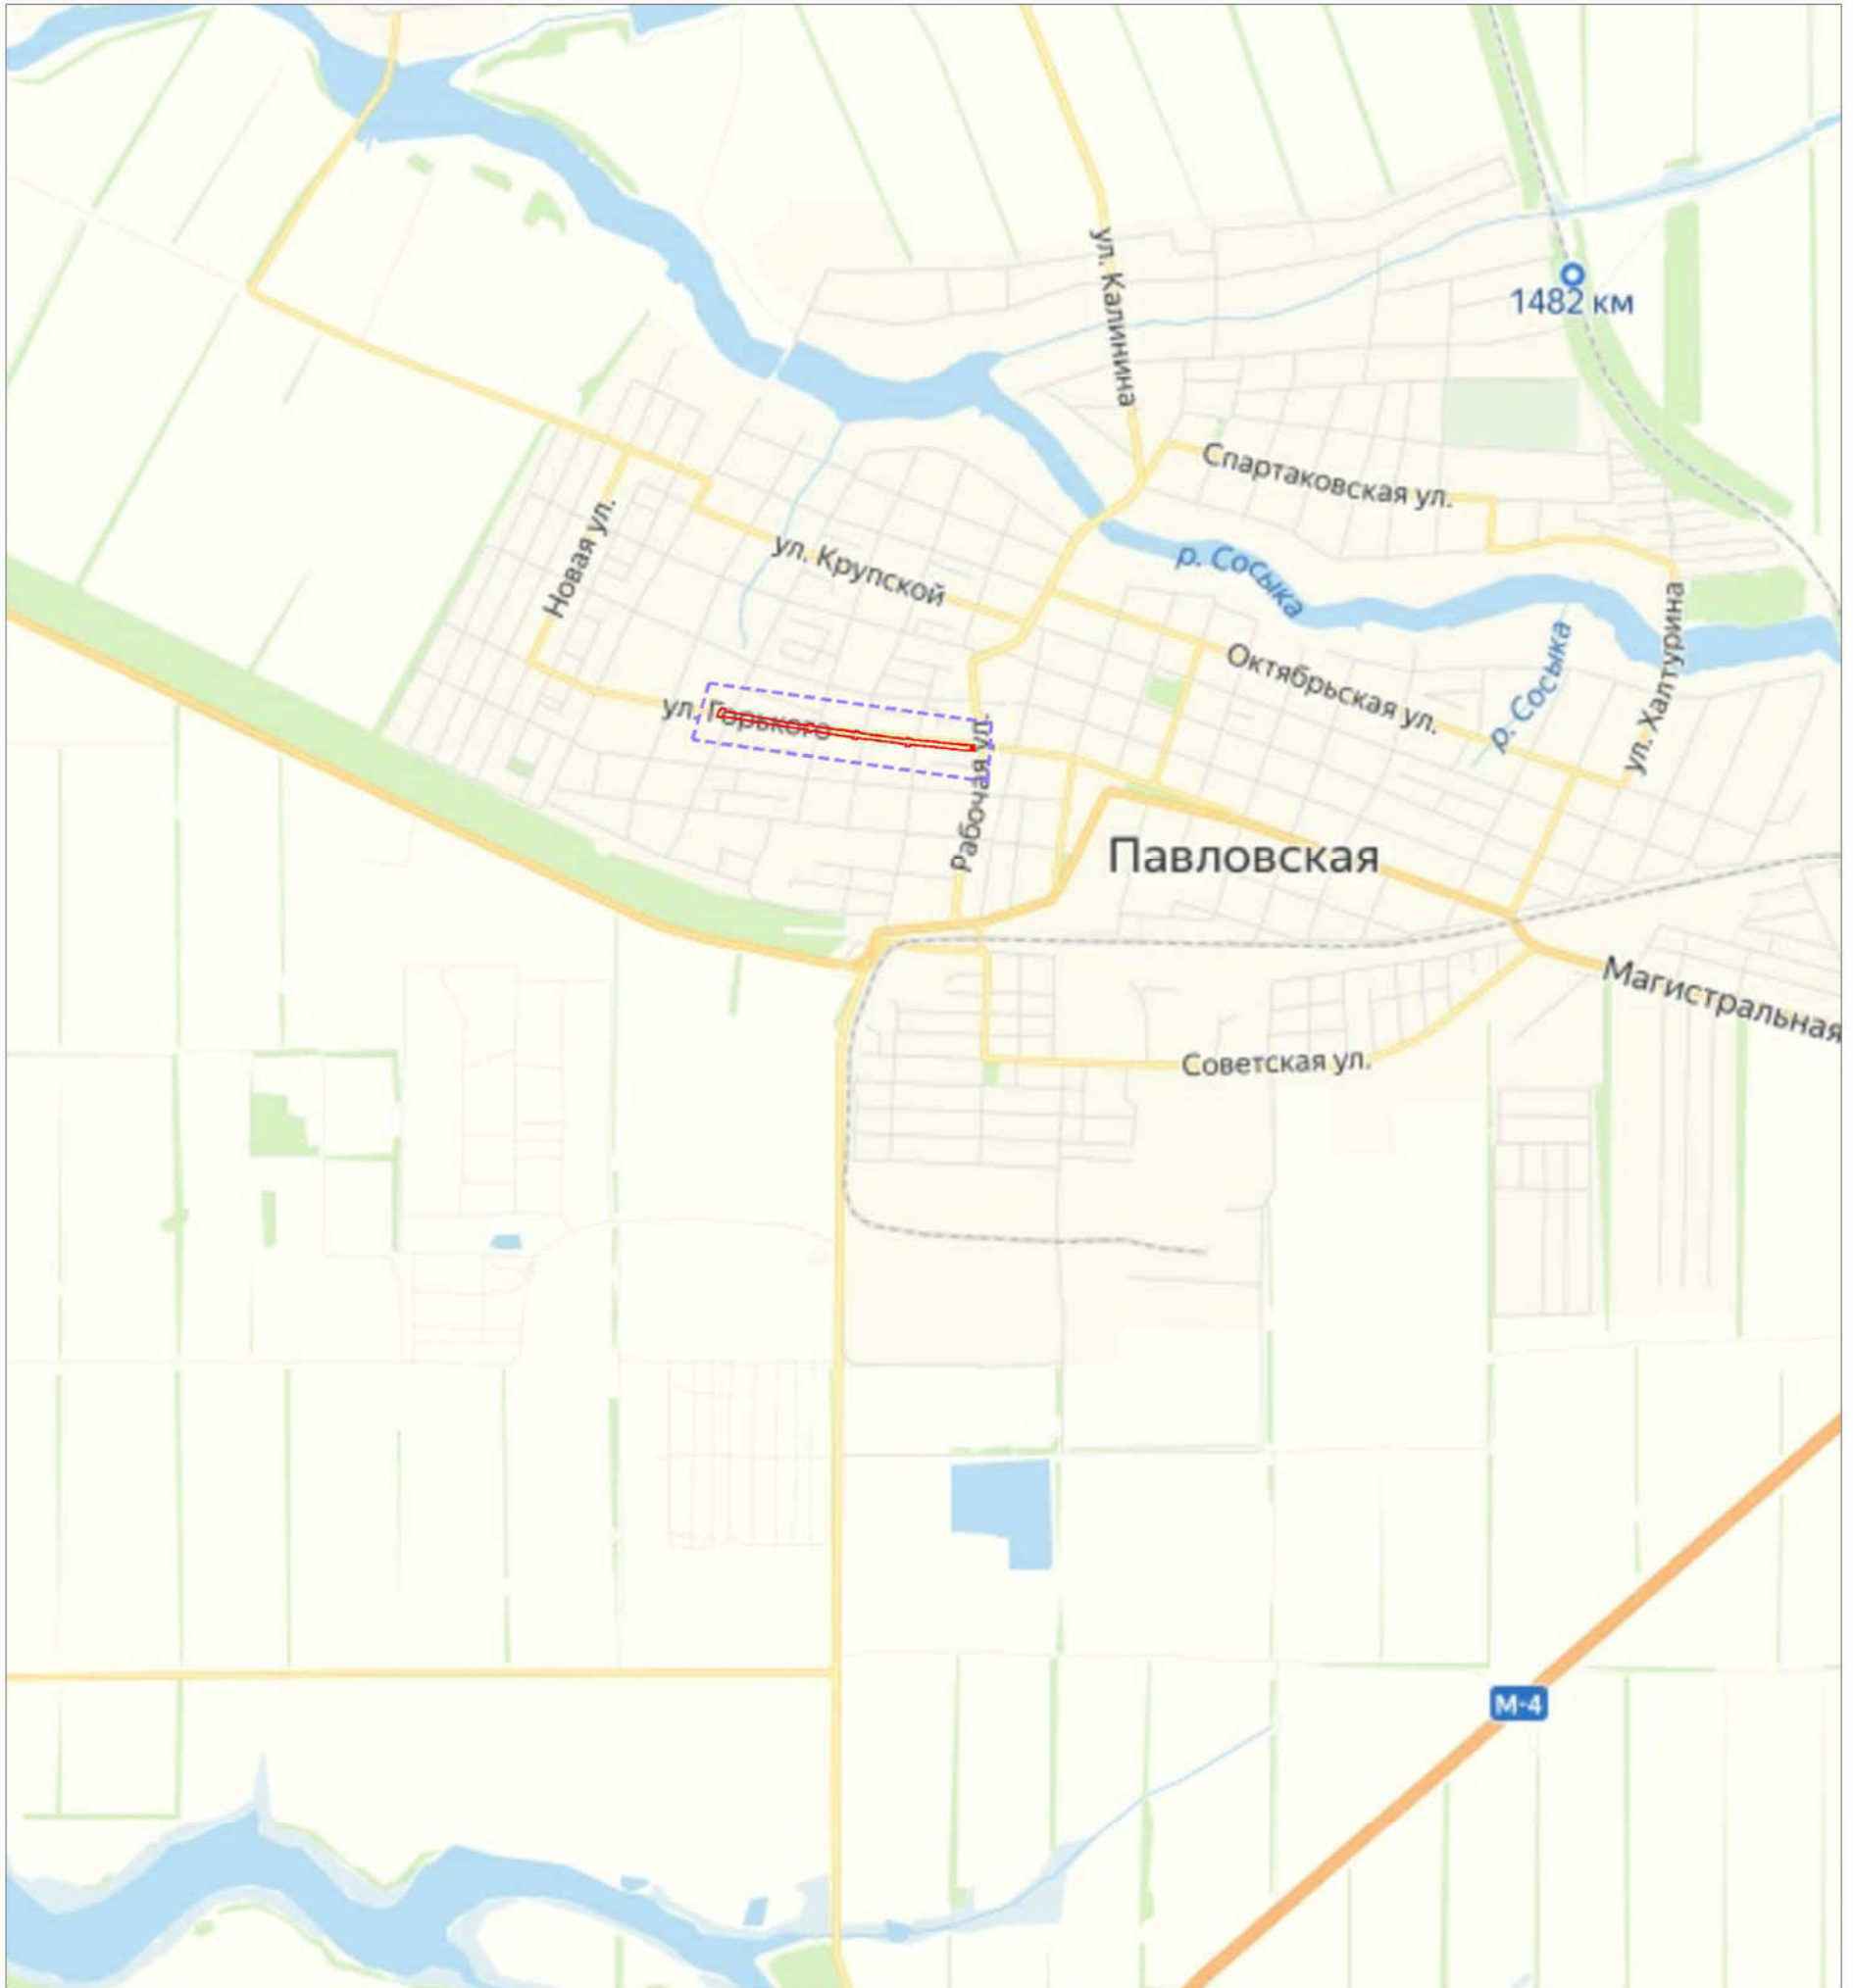 ул. Калинина
1482 км
Спартаковская ул.
Новая ул.
ул. Крупской
р. Сосыка
Октябрьская ул.
р. Сосыка
ул. Халтурина
ул. Горького
Рабочая ул.
Павловская
Магистральная
Советская ул.
М-4